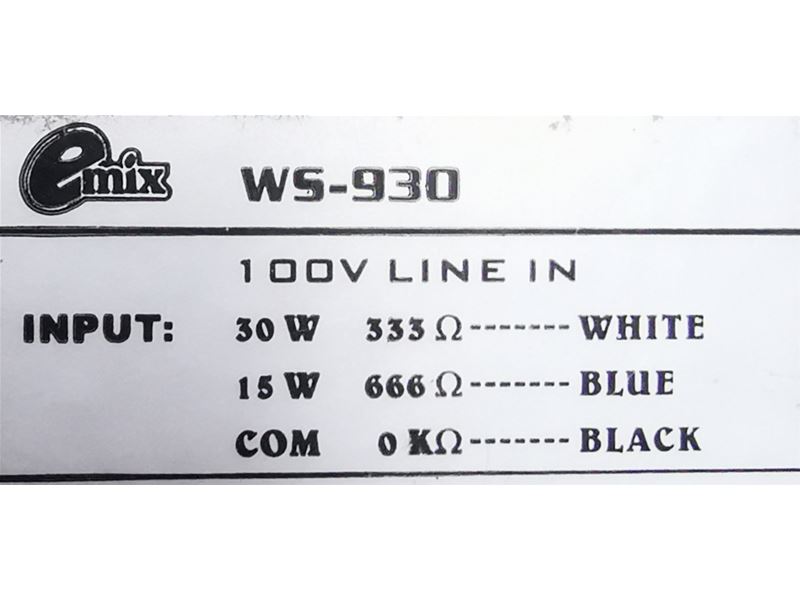 emix WS-930
100V LINE IN
INPUT: 30 W 333 Ω ------- WHITE
15 W 666 Ω ------- BLUE
COM 0 KΩ ------- BLACK